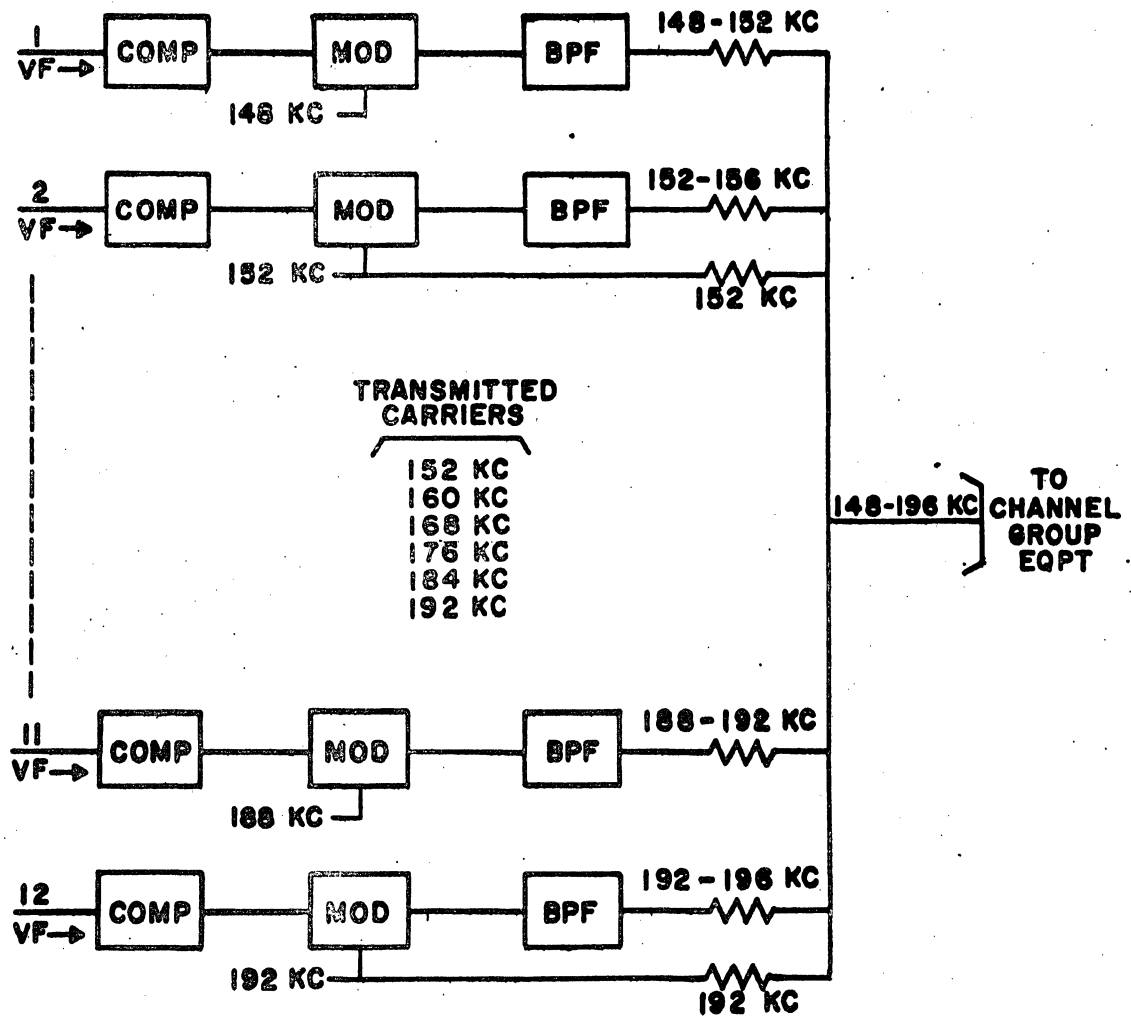 1
VF→
COMP
MOD
BPF
148-152 KC
148 KC
2
VF→
COMP
MOD
BPF
152-156 KC
152 KC
152 KC
TRANSMITTED
CARRIERS
152 KC
160 KC
168 KC
176 KC
184 KC
192 KC
148-196 KC
TO
CHANNEL
GROUP
EQPT
11
VF→
COMP
MOD
BPF
188-192 KC
188 KC
12
VF→
COMP
MOD
BPF
192-196 KC
192 KC
192 KC